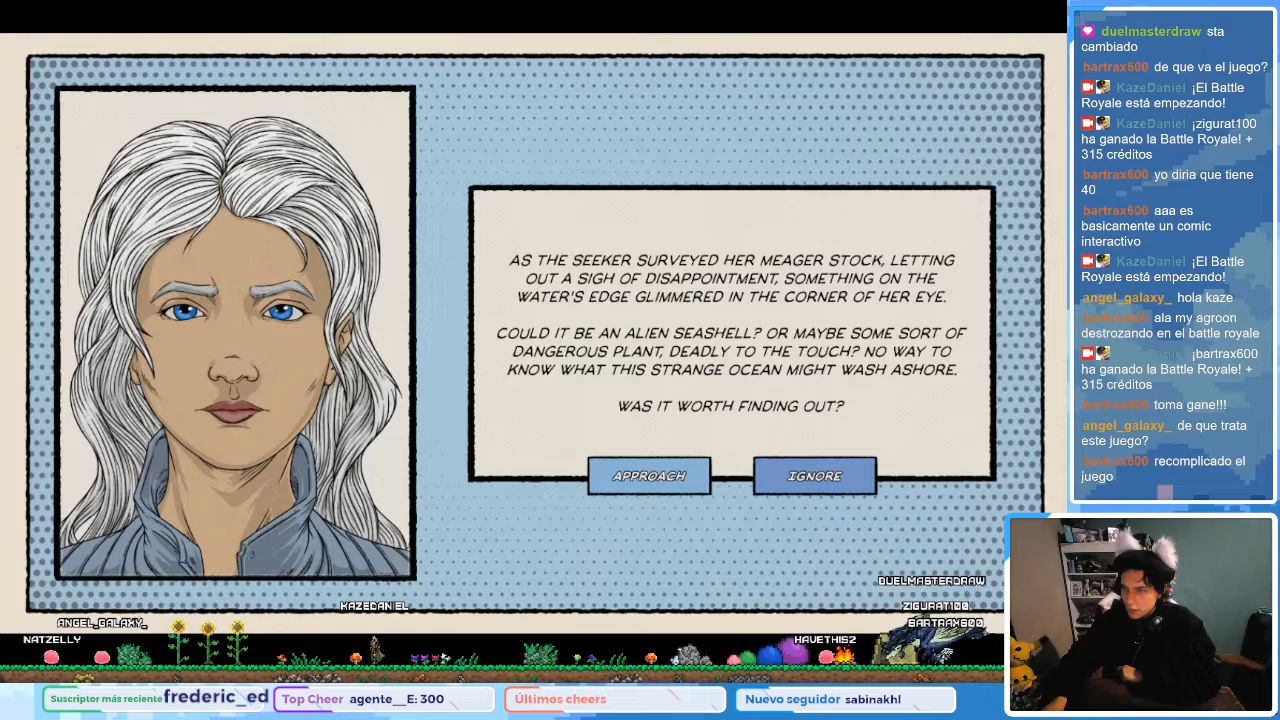 AS THE SEEKER SURVEYED HER MEAGER STOCK, LETTING
OUT A SIGH OF DISAPPOINTMENT, SOMETHING ON THE
WATER'S EDGE GLIMMERED IN THE CORNER OF HER EYE.
COULD IT BE AN ALIEN SEASHELL? OR MAYBE SOME SORT OF
DANGEROUS PLANT, DEADLY TO THE TOUCH? NO WAY TO
KNOW WHAT THIS STRANGE OCEAN MIGHT WASH ASHORE.
WAS IT WORTH FINDING OUT?
APPROACH
IGNORE
duelmasterdraw sta
cambiado
bartrax600 de que va el juego?
KazeDaniel ¡El Battle
Royale está empezando!
KazeDaniel ¡zigurat100
ha ganado la Battle Royale! +
315 créditos
bartrax600 yo diria que tiene
40
bartrax600 aaa es
basicamente un comic
interactivo
KazeDaniel ¡El Battle
Royale está empezando!
angel_galaxy_ hola kaze
bartrax600 ala my agroon
destrozando en el battle royale
¡bartrax600
ha ganado la Battle Royale! +
315 créditos
bartrax600 toma gane!!!
angel_galaxy_ de que trata
este juego?
bartrax600 recomplicado el
juego
DUELMASTERDRAW
KAZEDANIEL
ZIGURAT100
ANGEL_GALAXY_
BARTRAX600
NATZELLY
HAVETHISZ
Suscriptor más reciente frederic_ed
Top Cheer agente__E: 300
Últimos cheers
Nuevo seguidor sabinakhl